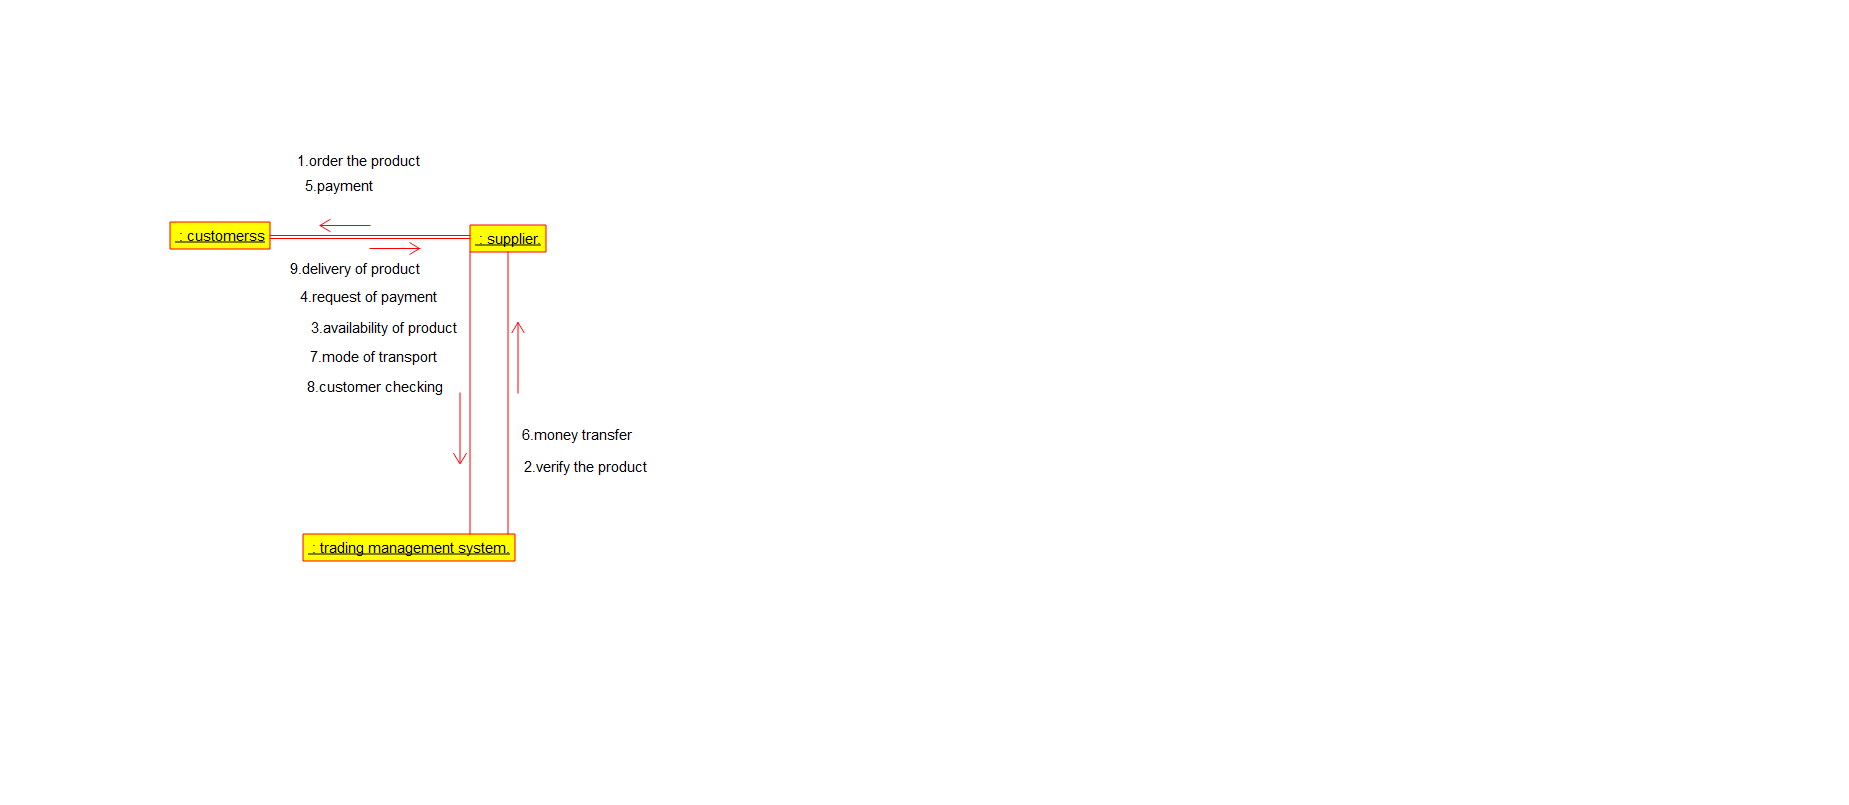 1.order the product
5.payment
: customerss
: supplier.
9.delivery of product
4.request of payment
3.availability of product
7.mode of transport
8.customer checking
6.money transfer
2.verify the product
: trading management system.